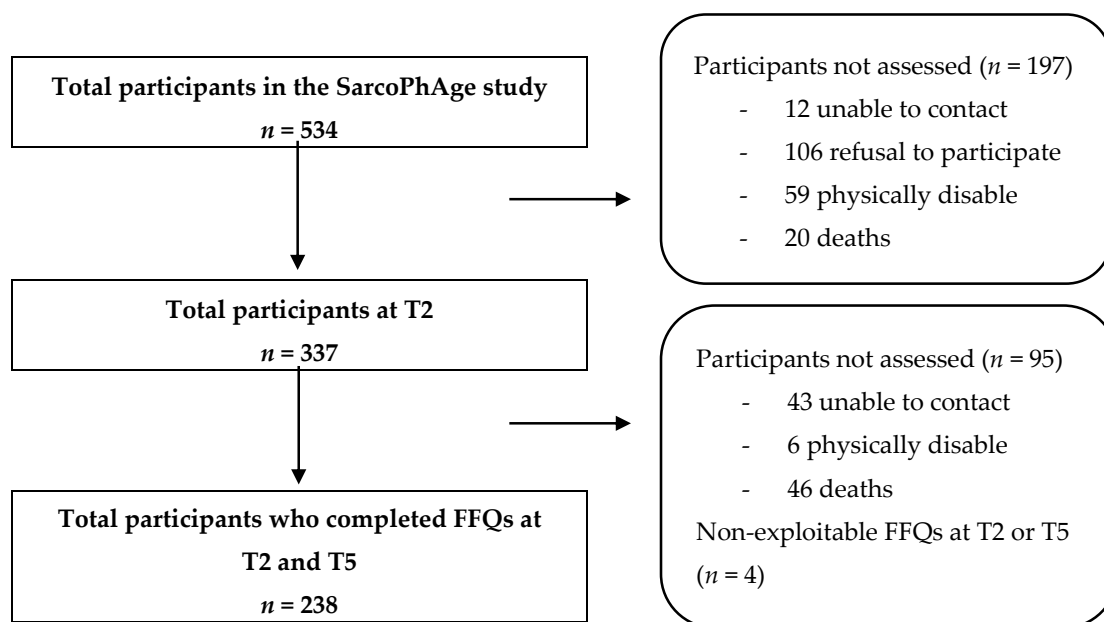 Total participants in the SarcoPhAge study
n = 534
Participants not assessed (n = 197)
- 12 unable to contact
- 106 refusal to participate
- 59 physically disable
- 20 deaths
Total participants at T2
n = 337
Participants not assessed (n = 95)
- 43 unable to contact
- 6 physically disable
- 46 deaths
Non-exploitable FFQs at T2 or T5
(n = 4)
Total participants who completed FFQs at
T2 and T5
n = 238